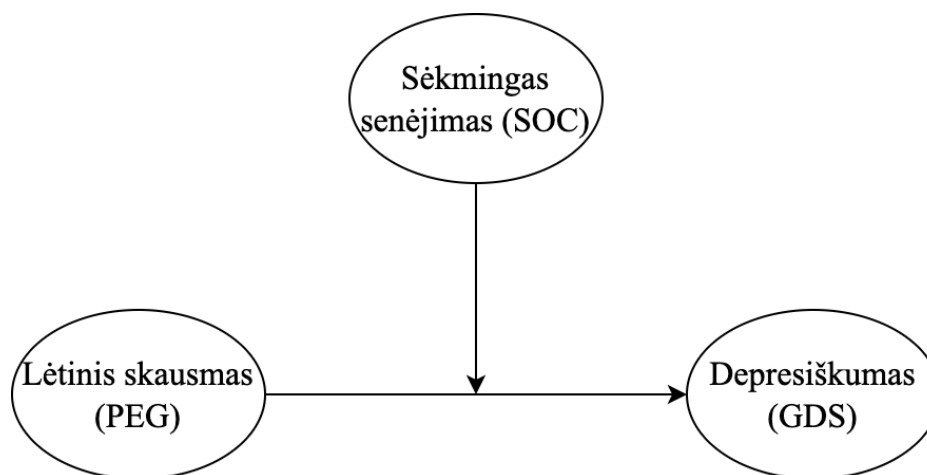 Sėkmingas
senėjimas (SOC)
Lėtinis skausmas
(PEG)
Depresiškumas
(GDS)